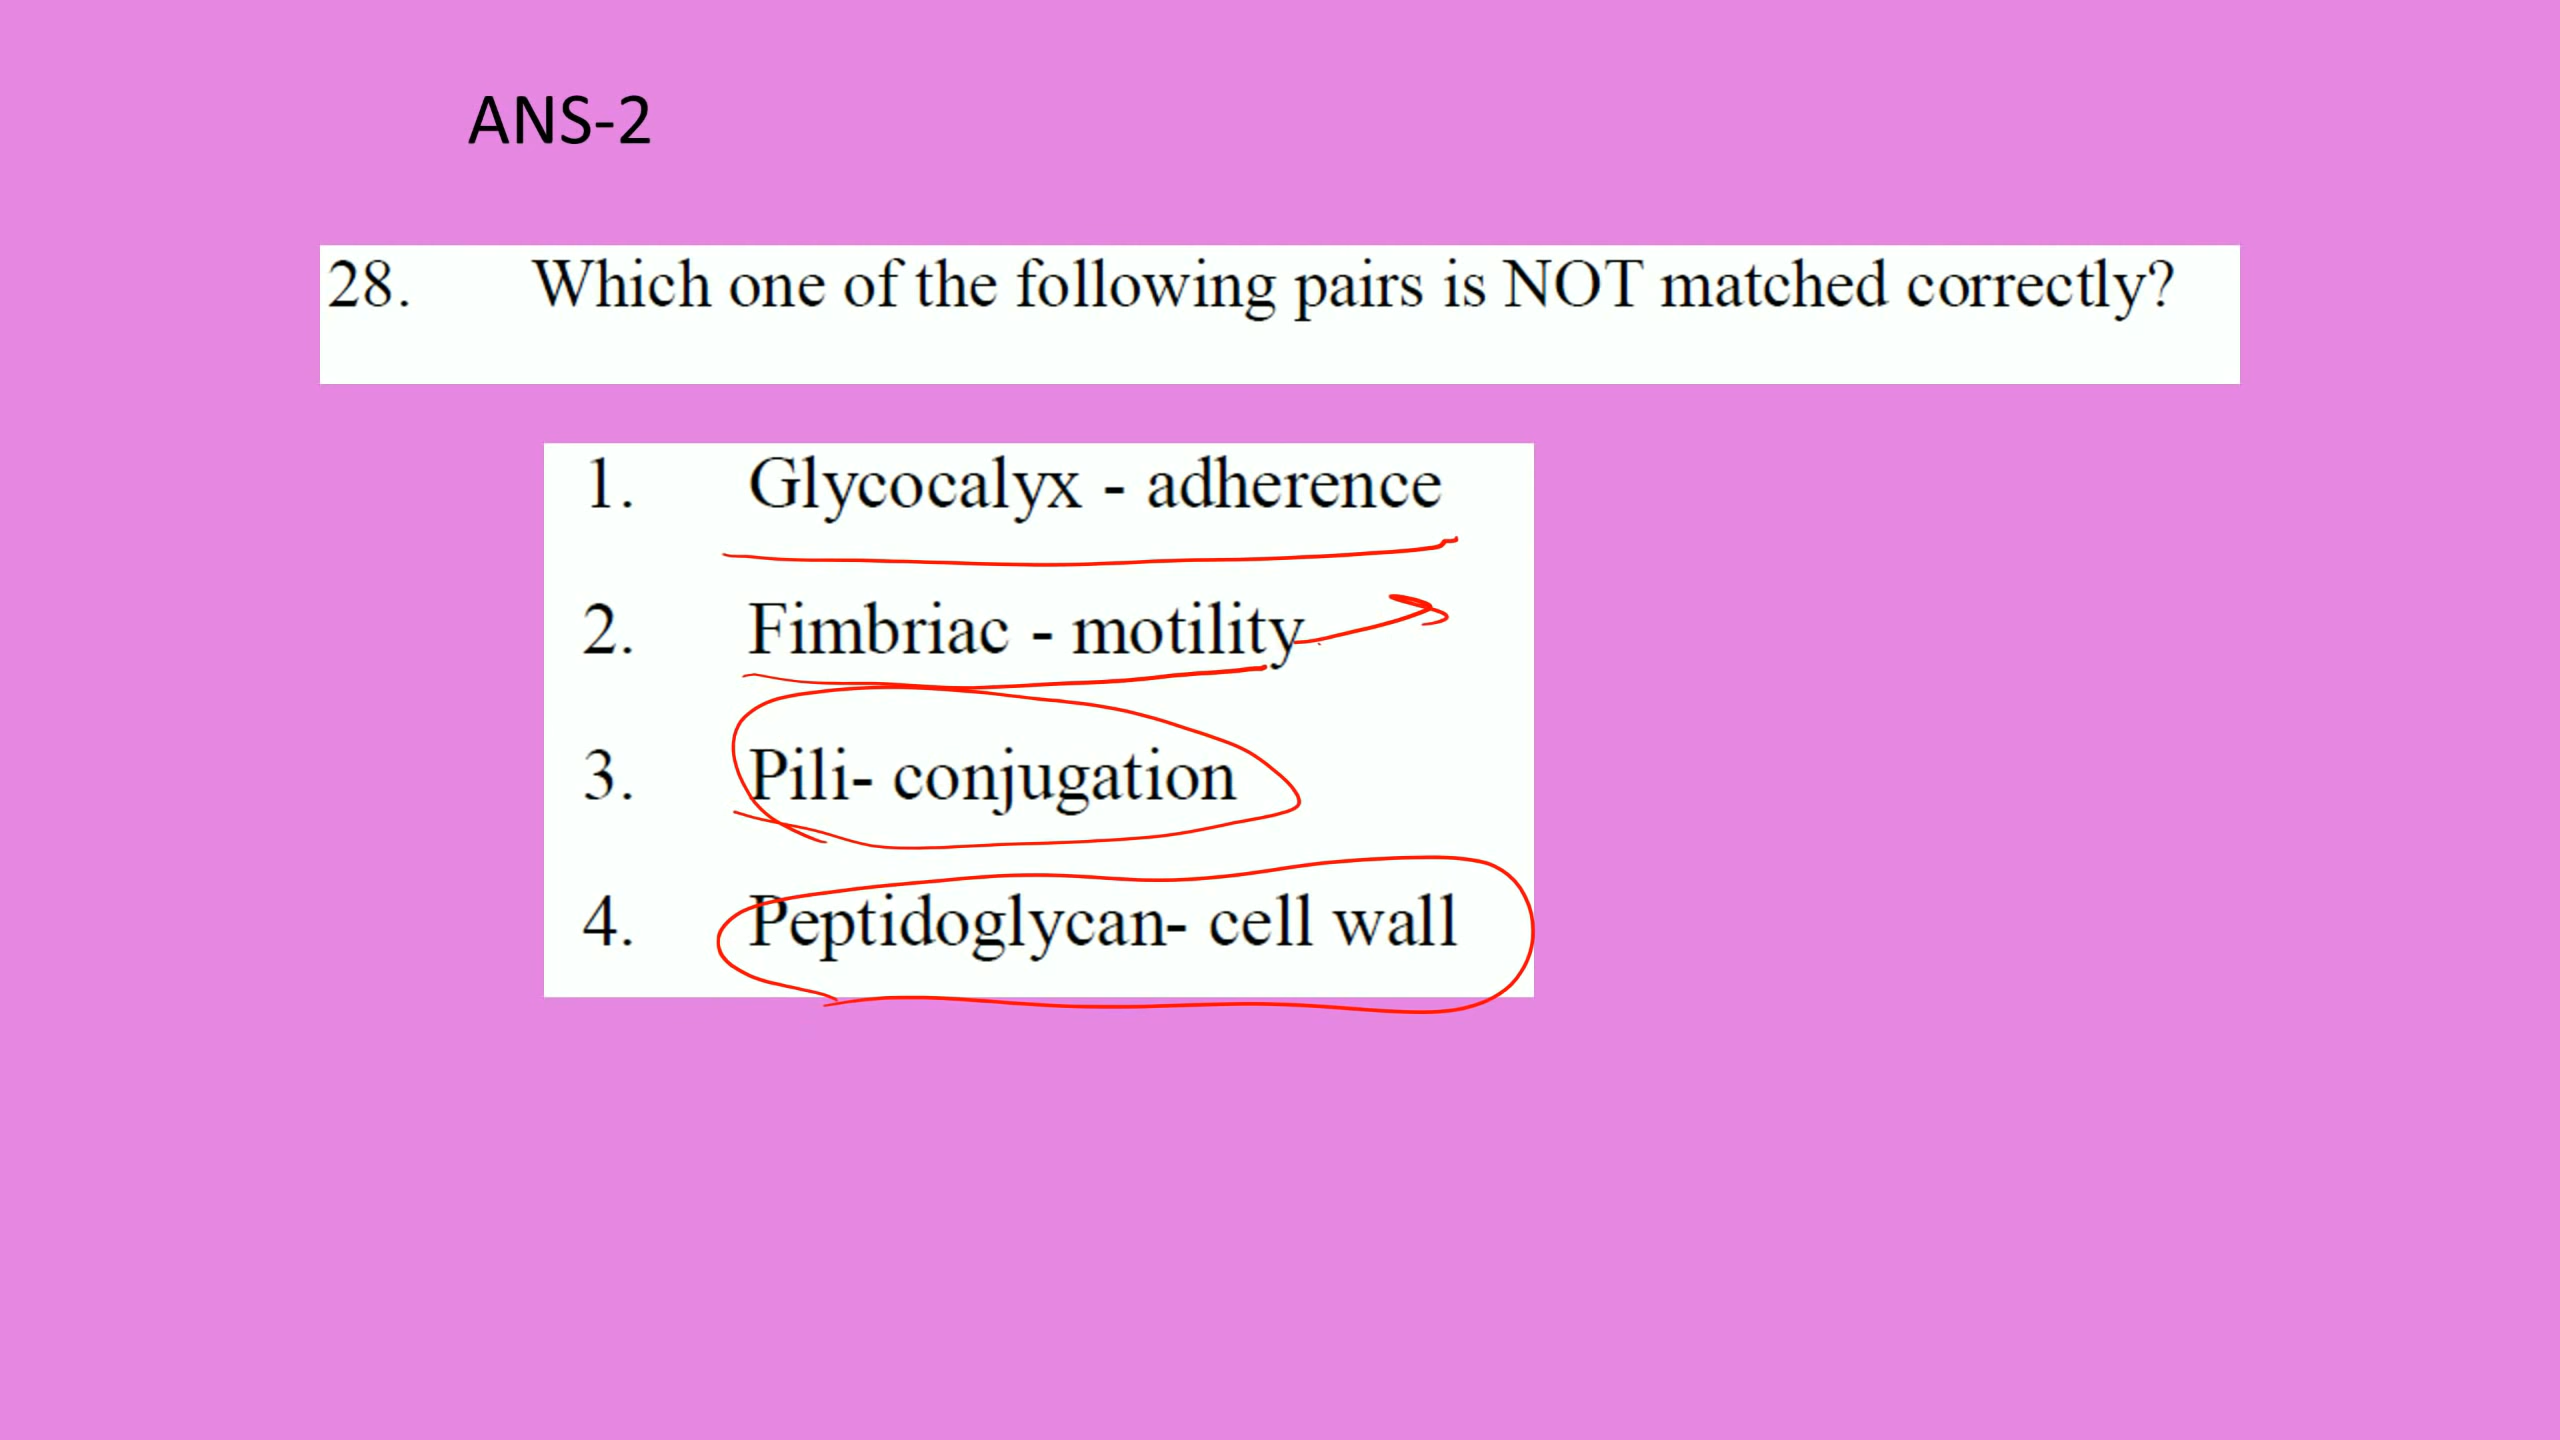 ANS-2
28. Which one of the following pairs is NOT matched correctly?
1. Glycocalyx - adherence
2. Fimbriac - motility
3. Pili- conjugation
4. Peptidoglycan- cell wall